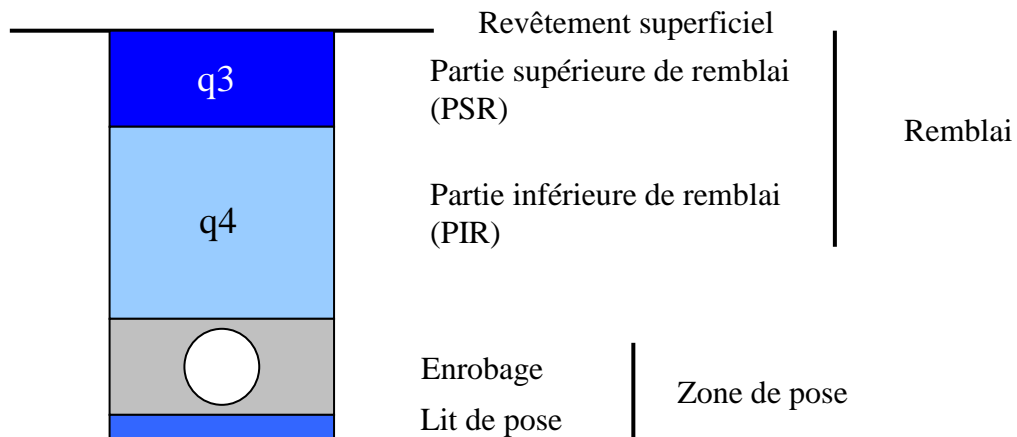 Revêtement superficiel
q3
Partie supérieure de remblai
(PSR)
Remblai
q4
Partie inférieure de remblai
(PIR)
Enrobage
Zone de pose
Lit de pose